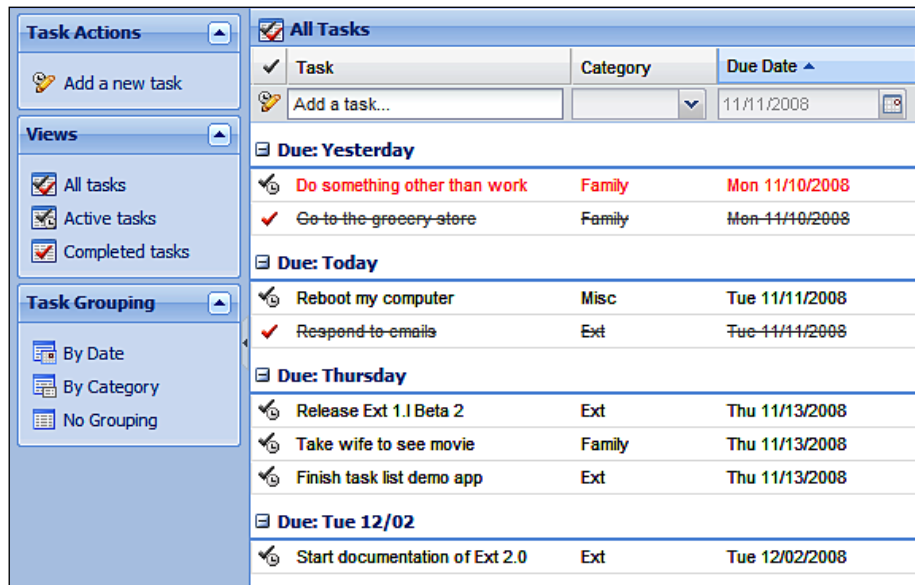 Task Actions
Add a new task
Views
All tasks
Active tasks
Completed tasks
Task Grouping
By Date
By Category
No Grouping
All Tasks
Task Category Due Date
Add a task... 11/11/2008
Due: Yesterday
Do something other than work Family Mon 11/10/2008
Go to the grocery store Family Mon 11/10/2008
Due: Today
Reboot my computer Misc Tue 11/11/2008
Respond to emails Ext Tue 11/11/2008
Due: Thursday
Release Ext 1.l Beta 2 Ext Thu 11/13/2008
Take wife to see movie Family Thu 11/13/2008
Finish task list demo app Ext Thu 11/13/2008
Due: Tue 12/02
Start documentation of Ext 2.0 Ext Tue 12/02/2008